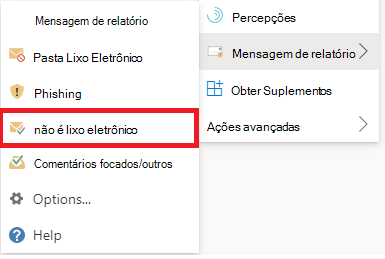 Mensagem de relatório
Pasta Lixo Eletrônico
Phishing
não é lixo eletrônico
Comentários focados/outros
Options...
Help
Percepções
Mensagem de relatório
Obter Suplementos
Ações avançadas